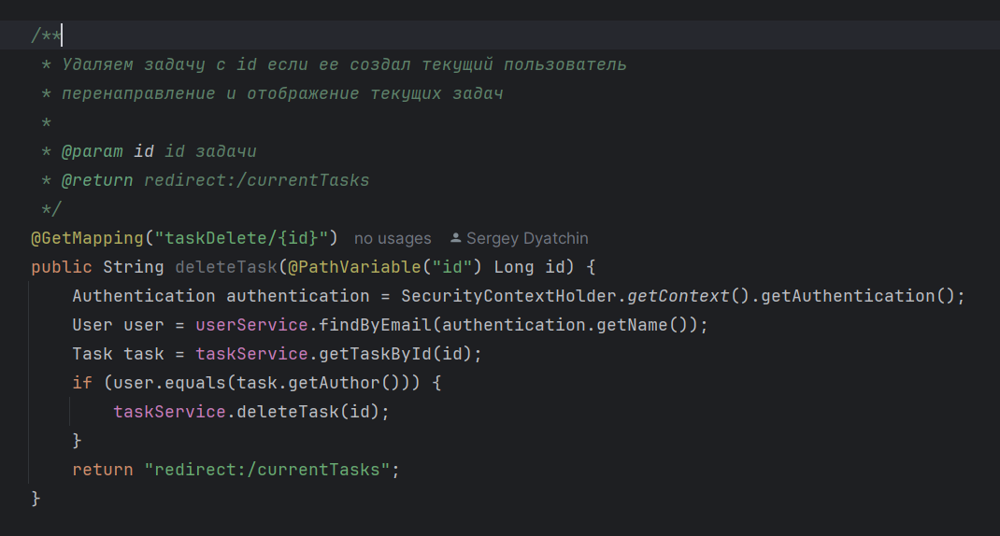 /**
 * Удаляем задачу с id если ее создал текущий пользователь
 * перенаправление и отображение текущих задач
 *
 * @param id id задачи
 * @return redirect:/currentTasks
 */
@GetMapping("taskDelete/{id}") no usages Sergey Dyatchin
public String deleteTask(@PathVariable("id") Long id) {
    Authentication authentication = SecurityContextHolder.getContext().getAuthentication();
    User user = userService.findByEmail(authentication.getName());
    Task task = taskService.getTaskById(id);
    if (user.equals(task.getAuthor())) {
        taskService.deleteTask(id);
    }
    return "redirect:/currentTasks";
}